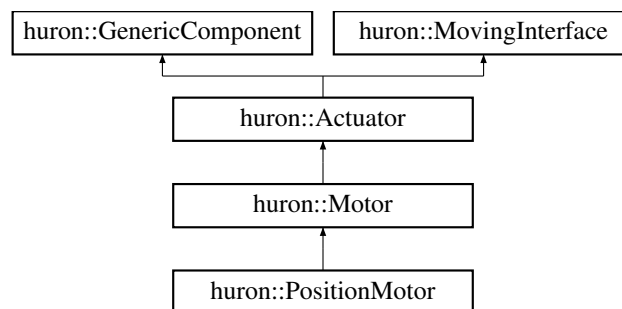 huron::GenericComponent
huron::MovingInterface
huron::Actuator
huron::Motor
huron::PositionMotor